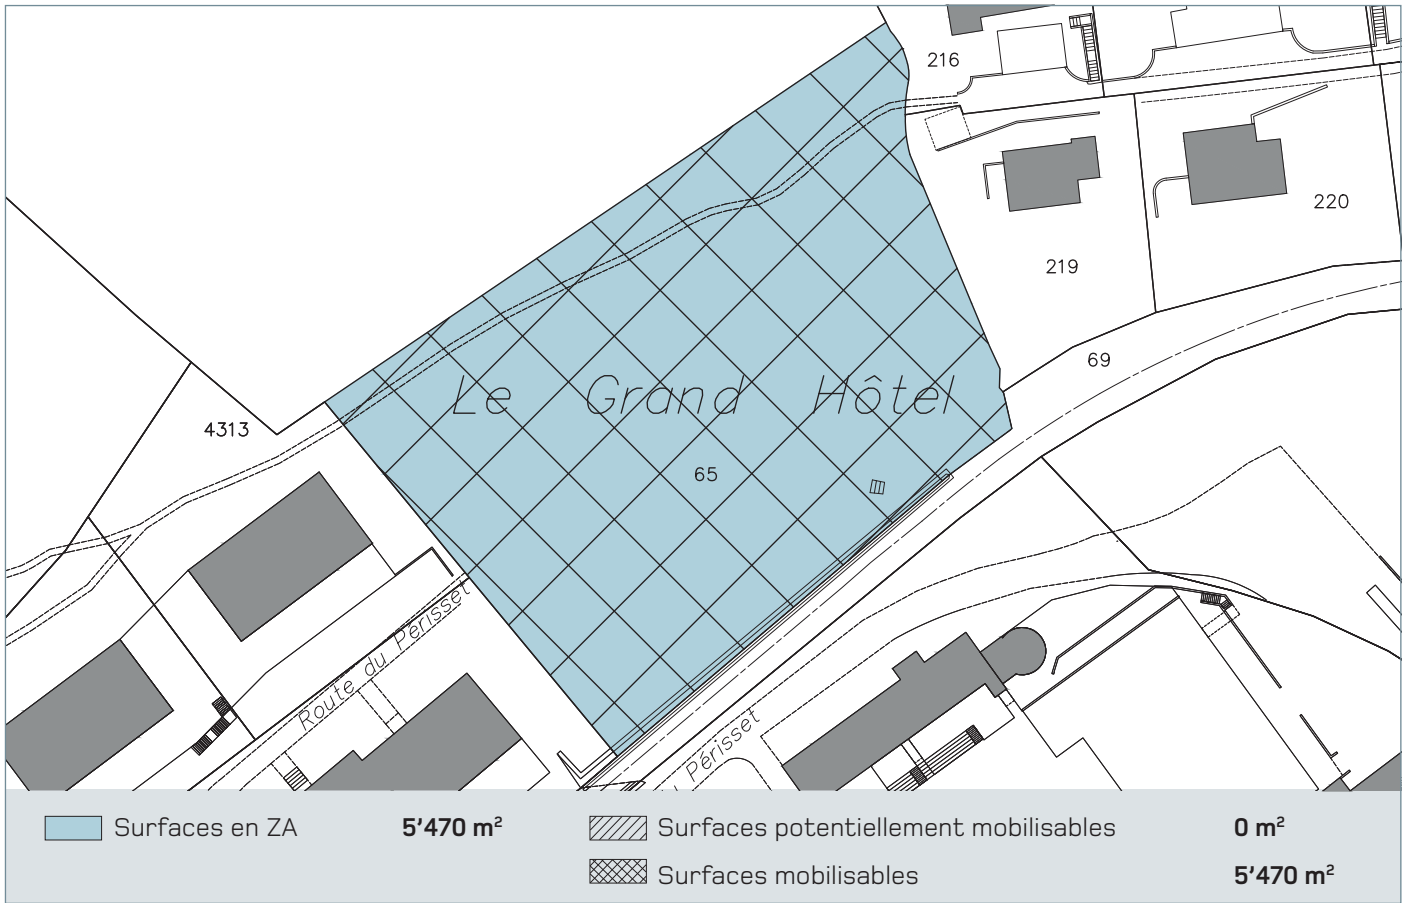 216
220
219
69
Le Grand Hôtel
4313
65
Route du Périsset
Périsset
Surfaces en ZA 5'470 m²
Surfaces potentiellement mobilisables 0 m²
Surfaces mobilisables 5'470 m²